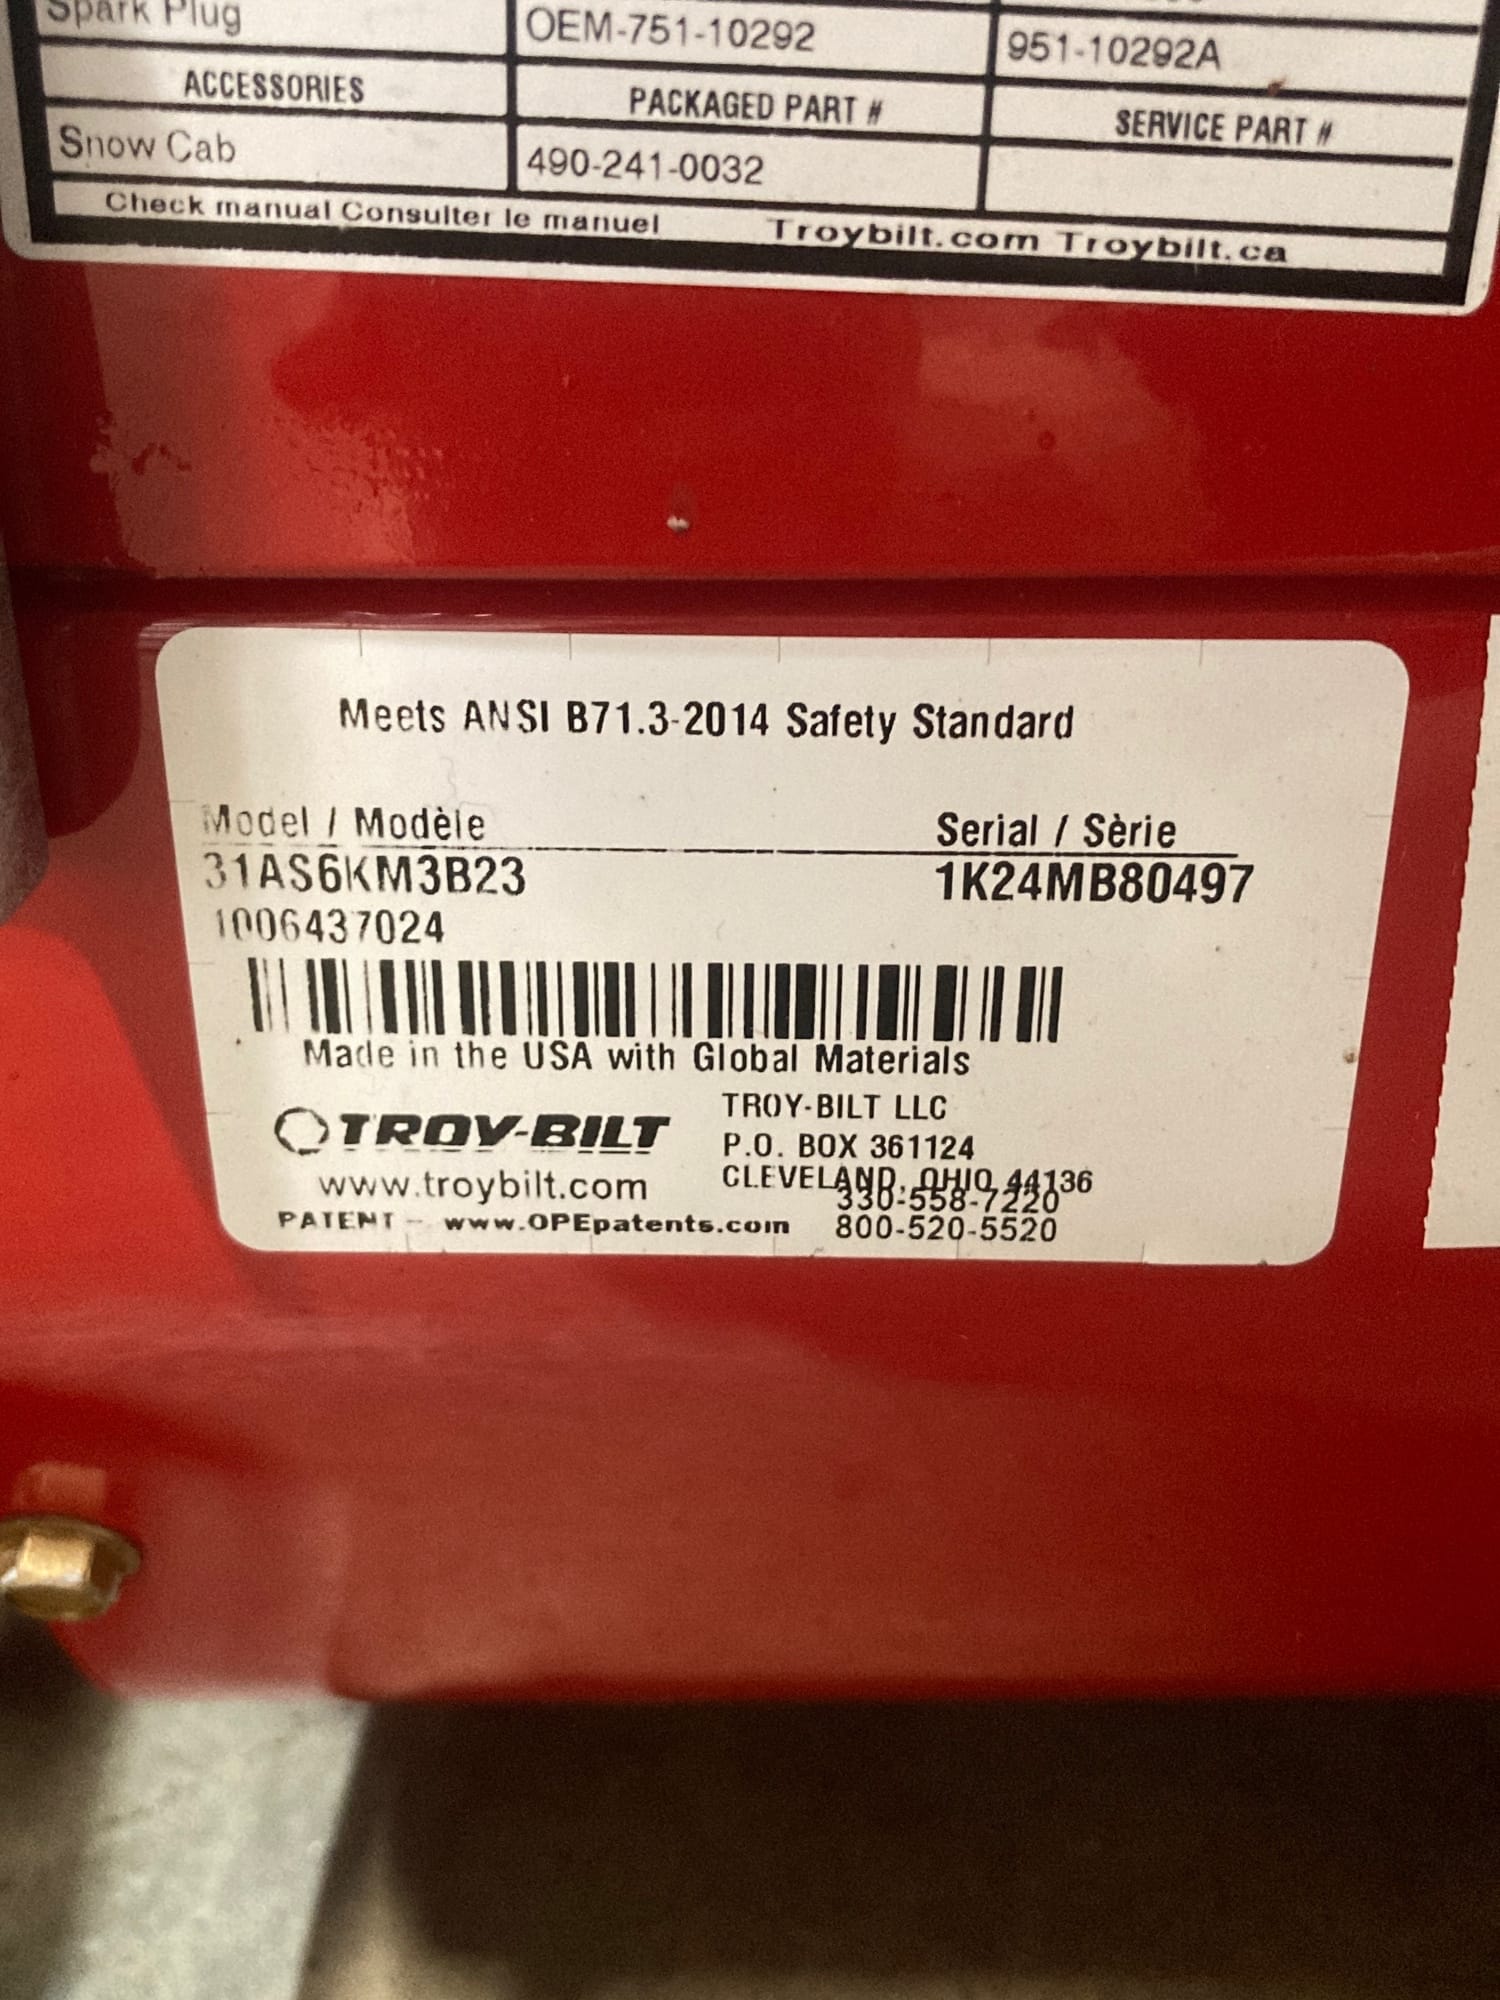 Spark Plug OEM-751-10292 951-10292A
ACCESSORIES PACKAGED PART # SERVICE PART #
Snow Cab 490-241-0032
Check manual Consulter le manuel Troybilt.com Troybilt.ca
Meets ANSI B71.3-2014 Safety Standard
Model / Modèle Serial / Sèrie
31AS6KM3B23 1K24MB80497
1006437024
Made in the USA with Global Materials
TROY-BILT TROY-BILT LLC
P.O. BOX 361124
www.troybilt.com CLEVELAND, OHIO 44136
330-558-7220
PATENT - www.OPEpatents.com 800-520-5520